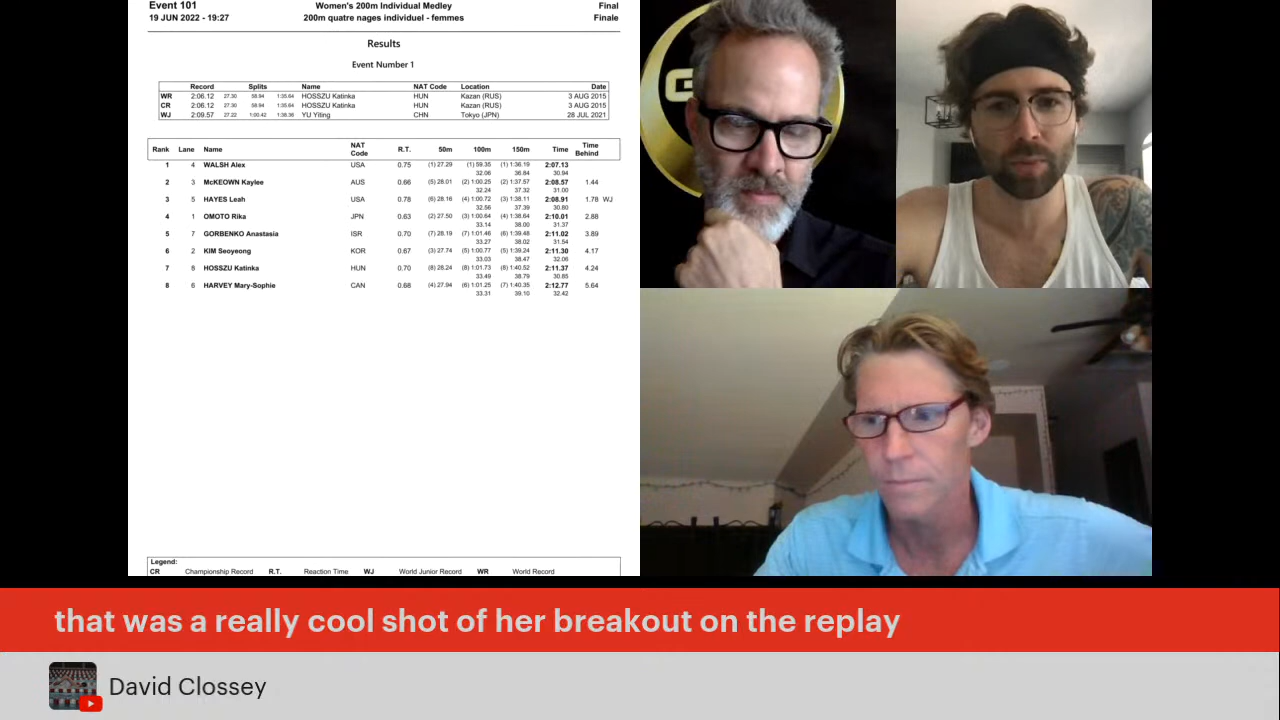 Event 101 Women's 200m Individual Medley Final
19 JUN 2022 - 19:27 200m quatre nages individuel - femmes Finale
Results
Event Number 1
Record Splits Name NAT Code Location Date
WR 2:06.12 27.30 58.94 1:35.64 HOSSZU Katinka HUN Kazan (RUS) 3 AUG 2015
CR 2:06.12 27.30 58.94 1:35.64 HOSSZU Katinka HUN Kazan (RUS) 3 AUG 2015
WJ 2:09.57 27.22 1:00.42 1:38.36 YU Yiting CHN Tokyo (JPN) 28 JUL 2021
Rank Lane Name NAT Code R.T. 50m 100m 150m Time Time Behind
1 4 WALSH Alex USA 0.75 (1) 27.29 (1) 59.35 (1) 1:36.19 2:07.13
32.06 36.84 30.94
2 3 McKEOWN Kaylee AUS 0.66 (5) 28.01 (2) 1:00.25 (2) 1:37.57 2:08.57 1.44
32.24 37.32 31.00
3 5 HAYES Leah USA 0.78 (6) 28.16 (4) 1:00.72 (3) 1:38.11 2:08.91 1.78 WJ
32.56 37.39 30.80
4 1 OMOTO Rika JPN 0.63 (2) 27.50 (3) 1:00.64 (4) 1:38.64 2:10.01 2.88
33.14 38.00 31.37
5 7 GORBENKO Anastasia ISR 0.70 (7) 28.19 (7) 1:01.46 (6) 1:39.48 2:11.02 3.89
33.27 38.02 31.54
6 2 KIM Seoyeong KOR 0.67 (3) 27.74 (5) 1:00.77 (5) 1:39.24 2:11.30 4.17
33.03 38.47 32.06
7 8 HOSSZU Katinka HUN 0.70 (8) 28.24 (8) 1:01.73 (8) 1:40.52 2:11.37 4.24
33.49 38.79 30.85
8 6 HARVEY Mary-Sophie CAN 0.68 (4) 27.94 (6) 1:01.25 (7) 1:40.35 2:12.77 5.64
33.31 39.10 32.42
Legend:
CR Championship Record R.T. Reaction Time WJ World Junior Record WR World Record
that was a really cool shot of her breakout on the replay
David Clossey